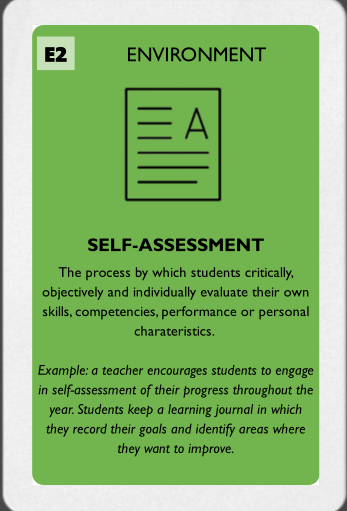 E2
ENVIRONMENT
A
SELF-ASSESSMENT
The process by which students critically,
objectively and individually evaluate their own
skills, competencies, performance or personal
charateristics.
Example: a teacher encourages students to engage
in self-assessment of their progress throughout the
year. Students keep a learning journal in which
they record their goals and identify areas where
they want to improve.